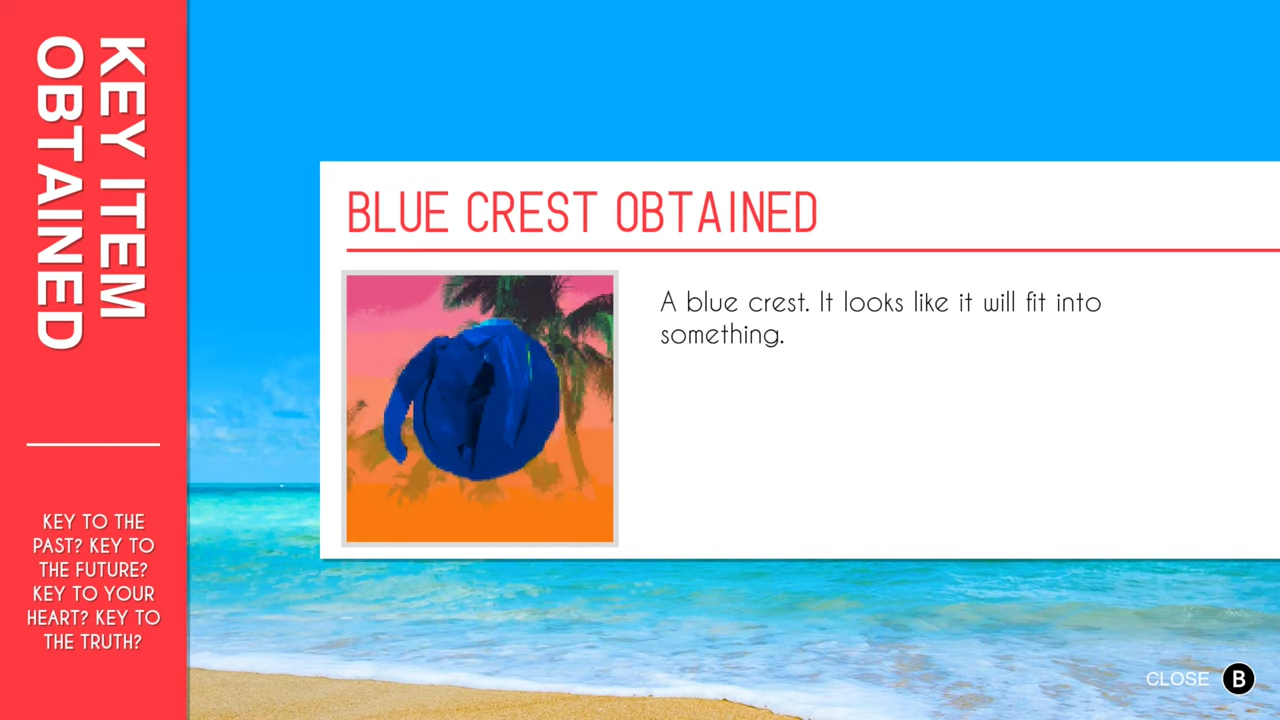 KEY ITEM
OBTAINED
KEY TO THE
PAST? KEY TO
THE FUTURE?
KEY TO YOUR
HEART? KEY TO
THE TRUTH?
BLUE CREST OBTAINED
A blue crest. It looks like it will fit into
something.
CLOSE B